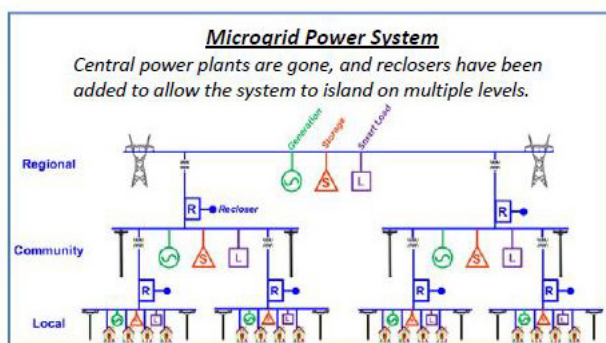 Microgrid Power System
Central power plants are gone, and reclosers have been
added to allow the system to island on multiple levels.
Generation
Storage
Smart Load
Regional
S
L
R
Recloser
R
Community
S
L
S
L
R
R
R
R
Local
S
L
S
L
S
L
S
L